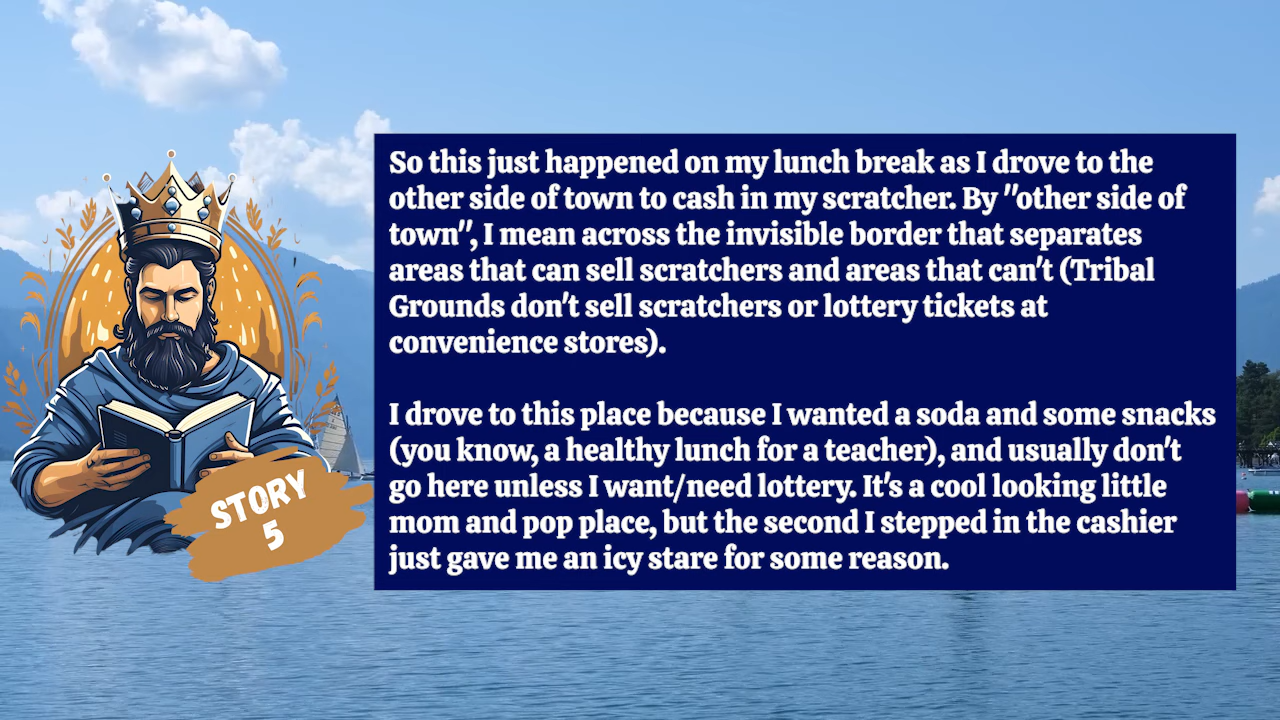 So this just happened on my lunch break as I drove to the
other side of town to cash in my scratcher. By "other side of
town", I mean across the invisible border that separates
areas that can sell scratchers and areas that can't (Tribal
Grounds don't sell scratchers or lottery tickets at
convenience stores).
I drove to this place because I wanted a soda and some snacks
(you know, a healthy lunch for a teacher), and usually don't
go here unless I want/need lottery. It's a cool looking little
mom and pop place, but the second I stepped in the cashier
just gave me an icy stare for some reason.
STORY
5